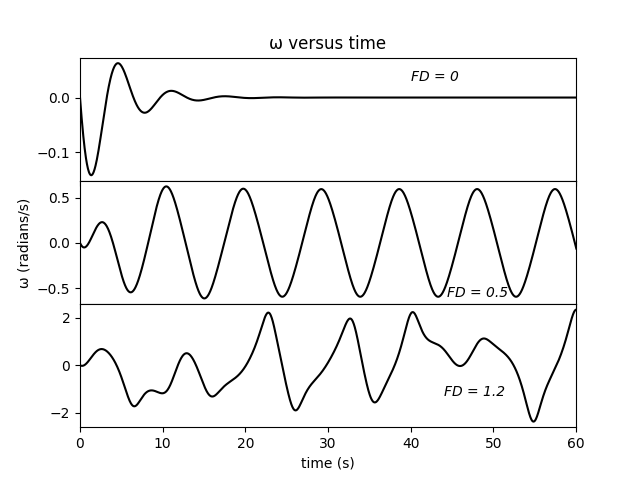 ω versus time
FD = 0
0.0
−0.1
0.5
0.0
−0.5
FD = 0.5
ω (radians/s)
2
0
−2
FD = 1.2
0 10 20 30 40 50 60
time (s)